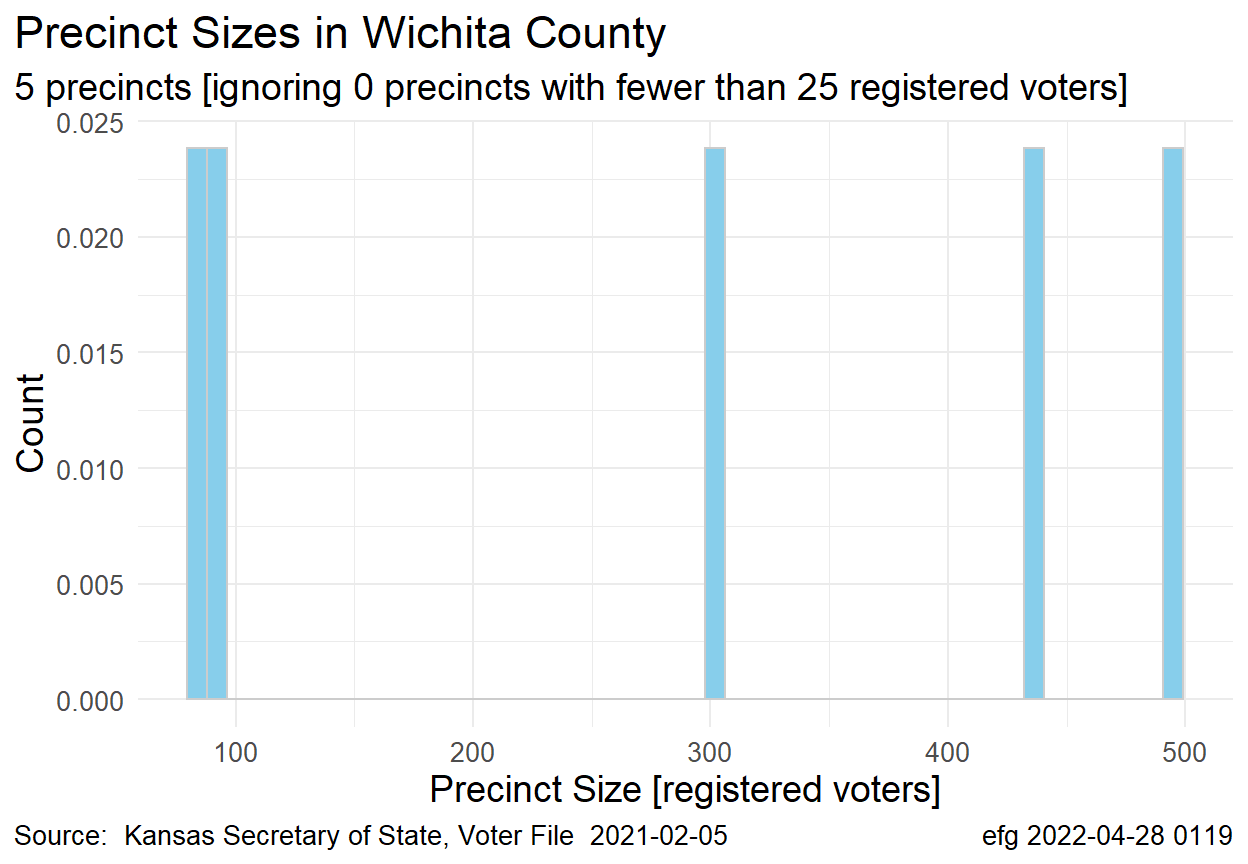 Precinct Sizes in Wichita County
5 precincts [ignoring 0 precincts with fewer than 25 registered voters]
0.025
0.020
0.015
0.010
0.005
0.000
Count
100 200 300 400 500
Precinct Size [registered voters]
Source:  Kansas Secretary of State, Voter File  2021-02-05
efg 2022-04-28 0119